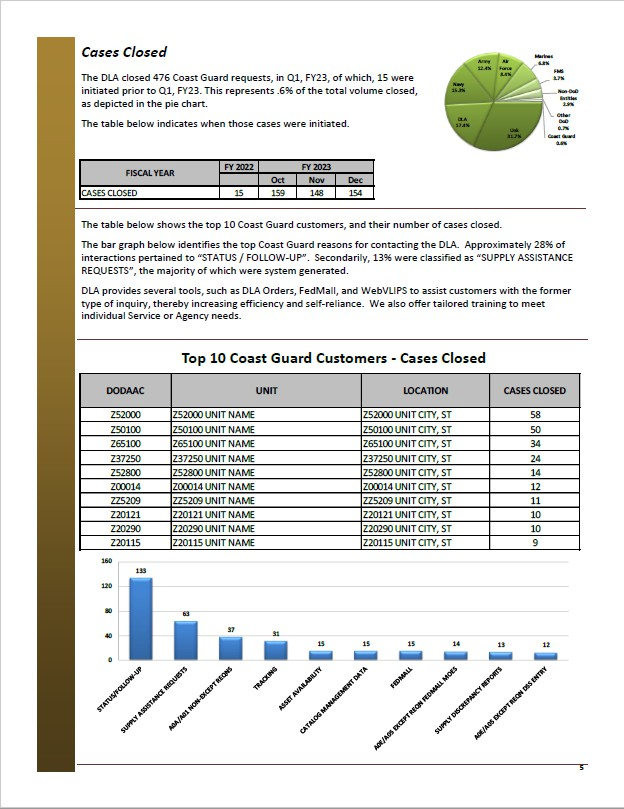 Cases Closed
The DLA closed 476 Coast Guard requests, in Q1, FY23, of which, 15 were
initiated prior to Q1, FY23. This represents .6% of the total volume closed,
as depicted in the pie chart.
The table below indicates when those cases were initiated.
Army
12.4%
Air
Force
8.4%
Marines
6.8%
FMS
3.7%
Non-DoD
Entities
2.9%
Other
DoD
0.7%
Coast Guard
0.6%
Navy
DLA
17.4%
FISCAL YEAR FY 2022 FY 2023
Oct Nov Dec
CASES CLOSED 15 159 148 154
The table below shows the top 10 Coast Guard customers, and their number of cases closed.
The bar graph below identifies the top Coast Guard reasons for contacting the DLA. Approximately 28% of
interactions pertained to “STATUS / FOLLOW-UP”. Secondarily, 13% were classified as “SUPPLY ASSISTANCE
REQUESTS”, the majority of which were system generated.
DLA provides several tools, such as DLA Orders, FedMall, and WebVLIPS to assist customers with the former
type of inquiry, thereby increasing efficiency and self-reliance. We also offer tailored training to meet
individual Service or Agency needs.
Top 10 Coast Guard Customers - Cases Closed
DODAAC UNIT LOCATION CASES CLOSED
Z52000 Z52000 UNIT NAME Z52000 UNIT CITY, ST 58
Z50100 Z50100 UNIT NAME Z50100 UNIT CITY, ST 50
Z65100 Z65100 UNIT NAME Z65100 UNIT CITY, ST 34
Z37250 Z37250 UNIT NAME Z37250 UNIT CITY, ST 24
Z52800 Z52800 UNIT NAME Z52800 UNIT CITY, ST 14
Z00014 Z00014 UNIT NAME Z00014 UNIT CITY, ST 12
ZZ5209 ZZ5209 UNIT NAME ZZ5209 UNIT CITY, ST 11
Z20121 Z20121 UNIT NAME Z20121 UNIT CITY, ST 10
Z20290 Z20290 UNIT NAME Z20290 UNIT CITY, ST 10
Z20115 Z20115 UNIT NAME Z20115 UNIT CITY, ST 9
160
120
80
40
0
133 63 37 31 15 15 15 14 13 12
STATUS/FOLLOW-UP
SUPPLY ASSISTANCE REQUESTS
A0A/A01 NON-EXCEPT REQNS
TRACKING
ASSET AVAILABILITY
CATALOG MANAGEMENT DATA
FEDMALL
A0E/A05 EXCEPT REQN FEDMALL MOES
SUPPLY DISCREPANCY REPORTS
A0E/A05 EXCEPT REQN DES ENTRY
5